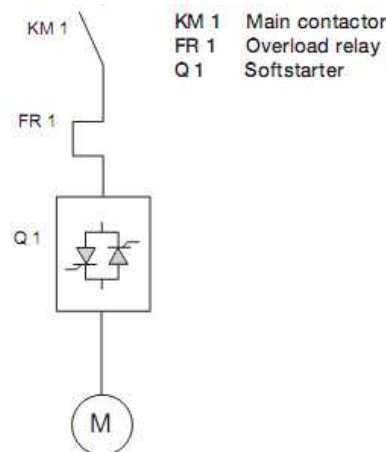 KM 1
KM 1 Main contactor
FR 1 Overload relay
Q 1 Softstarter
FR 1
Q 1
M